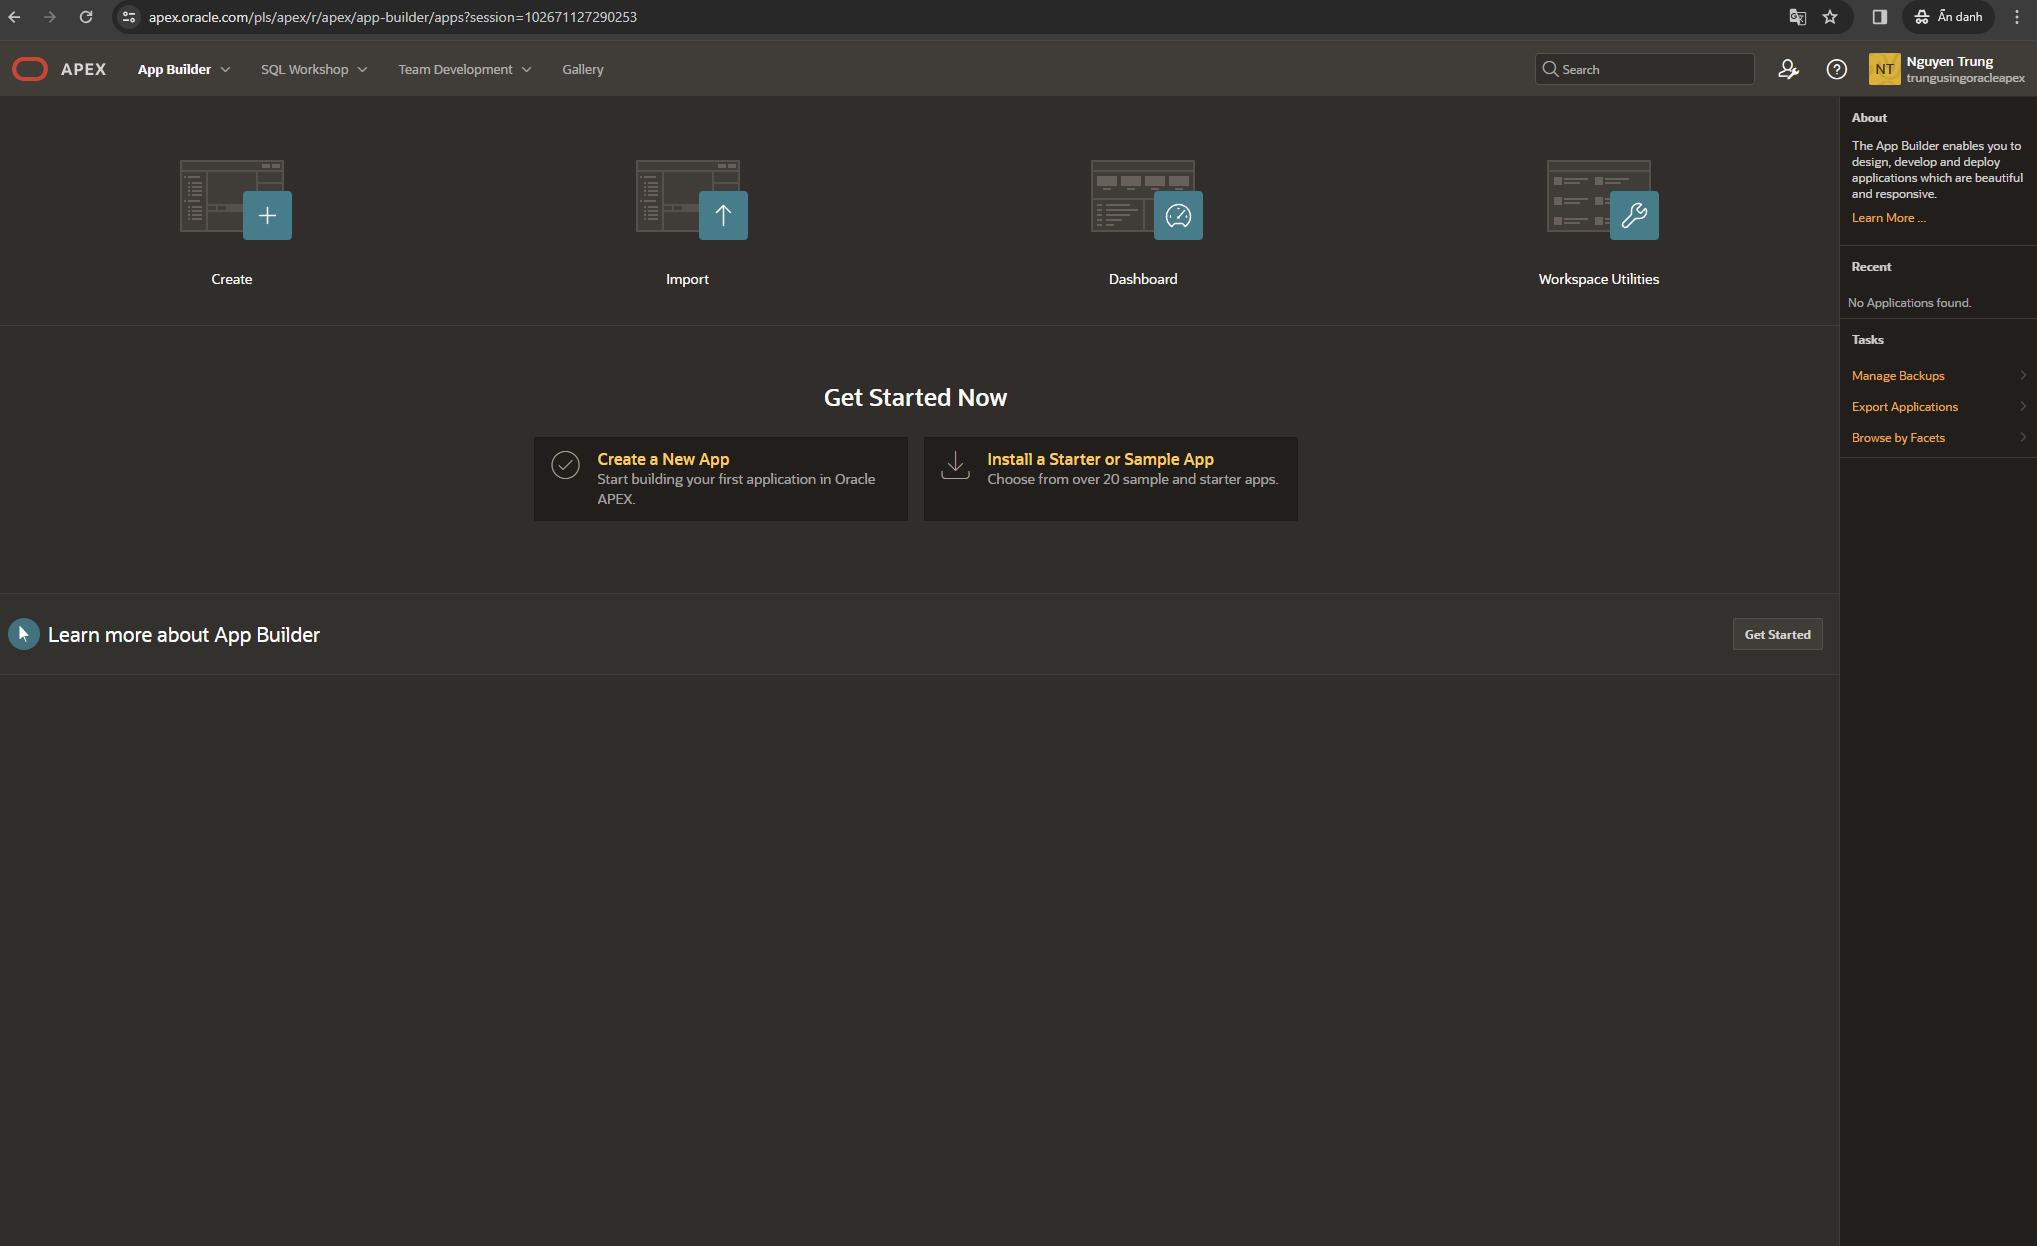 apex.oracle.com/pls/apex/r/apex/app-builder/apps?session=102671127290253
Ẩn danh
APEX
App Builder
SQL Workshop
Team Development
Gallery
Search
NT
Nguyen Trung
trungusingoracleapex
Create
Import
Dashboard
Workspace Utilities
Get Started Now
Create a New App
Start building your first application in Oracle
APEX.
Install a Starter or Sample App
Choose from over 20 sample and starter apps.
Learn more about App Builder
Get Started
About
The App Builder enables you to
design, develop and deploy
applications which are beautiful
and responsive.
Learn More ...
Recent
No Applications found.
Tasks
Manage Backups
Export Applications
Browse by Facets